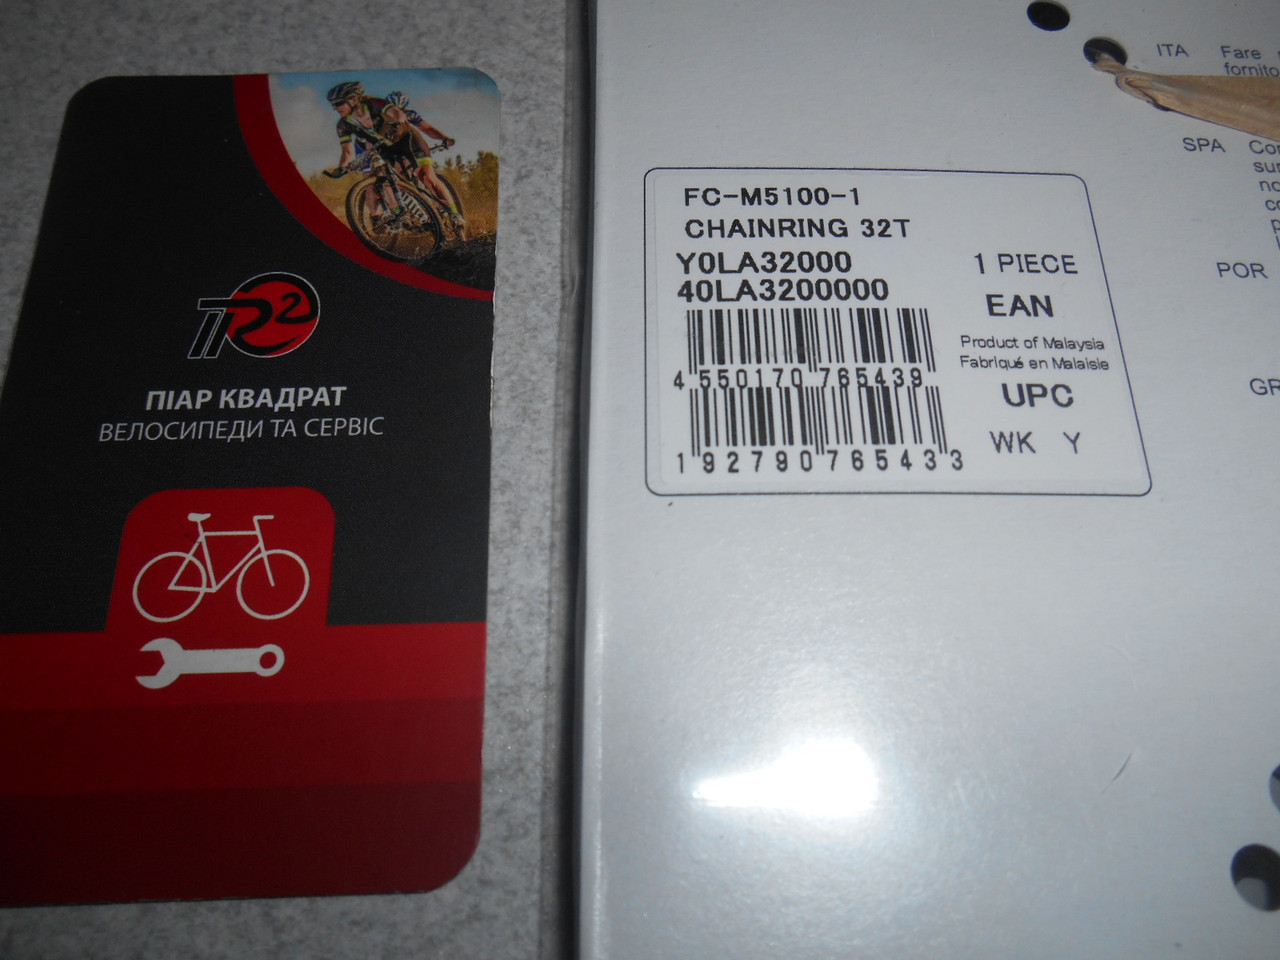 ПR2
ПІАР КВАДРАТ
ВЕЛОСИПЕДИ ТА СЕРВІС
FC-M5100-1
CHAINRING 32T
Y0LA32000
40LA3200000
1 PIECE
EAN
Product of Malaysia
Fabriqué en Malaisie
4 550170 765439
UPC
WK Y
1 92790 76543 3
ITA Fare
fornito
SPA
POR